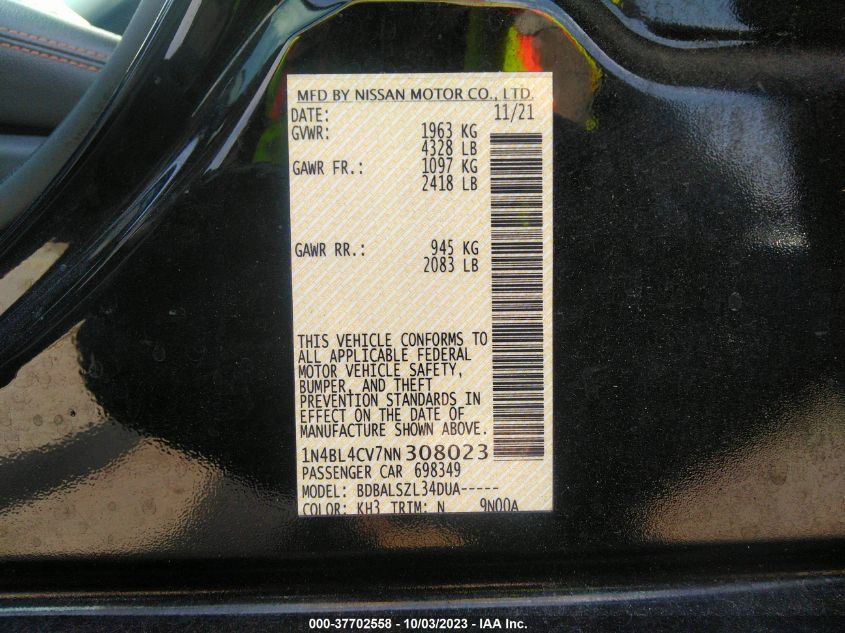 MFD BY NISSAN MOTOR CO., LTD.
DATE: 11/21
GVWR: 1963 KG
4328 LB
GAWR FR.: 1097 KG
2418 LB
GAWR RR.: 945 KG
2083 LB
THIS VEHICLE CONFORMS TO
ALL APPLICABLE FEDERAL
MOTOR VEHICLE SAFETY,
BUMPER, AND THEFT
PREVENTION STANDARDS IN
EFFECT ON THE DATE OF
MANUFACTURE SHOWN ABOVE.
1N4BL4CV7NN308023
PASSENGER CAR 698349
MODEL: BDBALSZL34DUA-----
COLOR: KH3 TRIM: N 9N00A
000-37702558 - 10/03/2023 - IAA Inc.